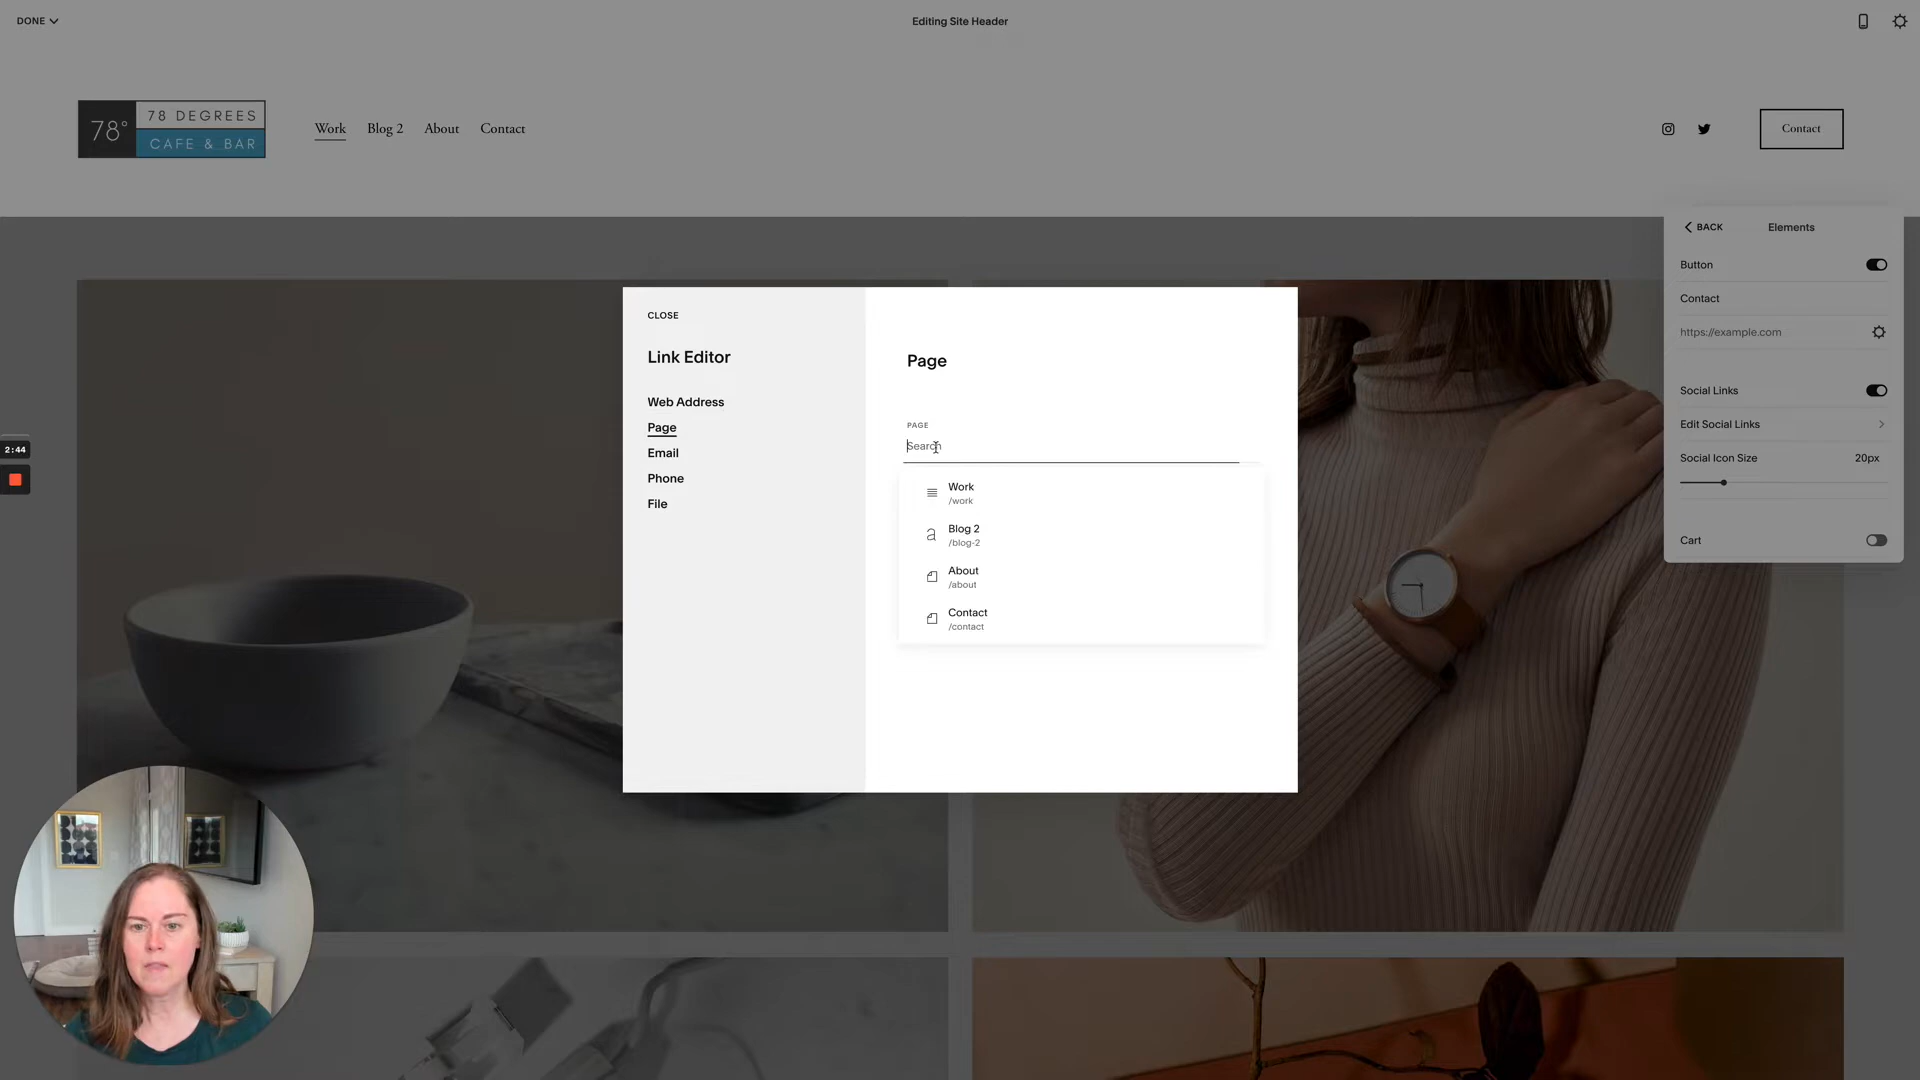 DONE
Editing Site Header
78°
78 DEGREES
CAFE & BAR
Work
Blog 2
About
Contact
Contact
BACK
Elements
Button
Contact
https://example.com
Social Links
Edit Social Links
Social Icon Size
20px
Cart
CLOSE
Link Editor
Web Address
Page
Email
Phone
File
Page
PAGE
Search
Work
/work
Blog 2
/blog-2
About
/about
Contact
/contact
2:44